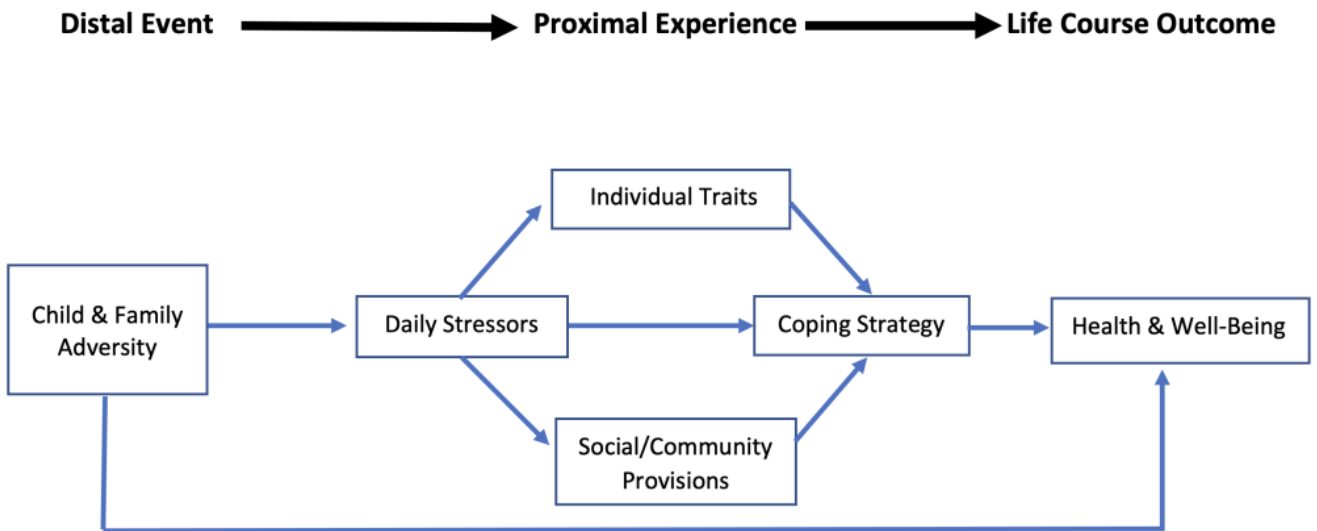 Distal Event
Proximal Experience
Life Course Outcome
Individual Traits
Child & Family
Adversity
Daily Stressors
Coping Strategy
Health & Well-Being
Social/Community
Provisions